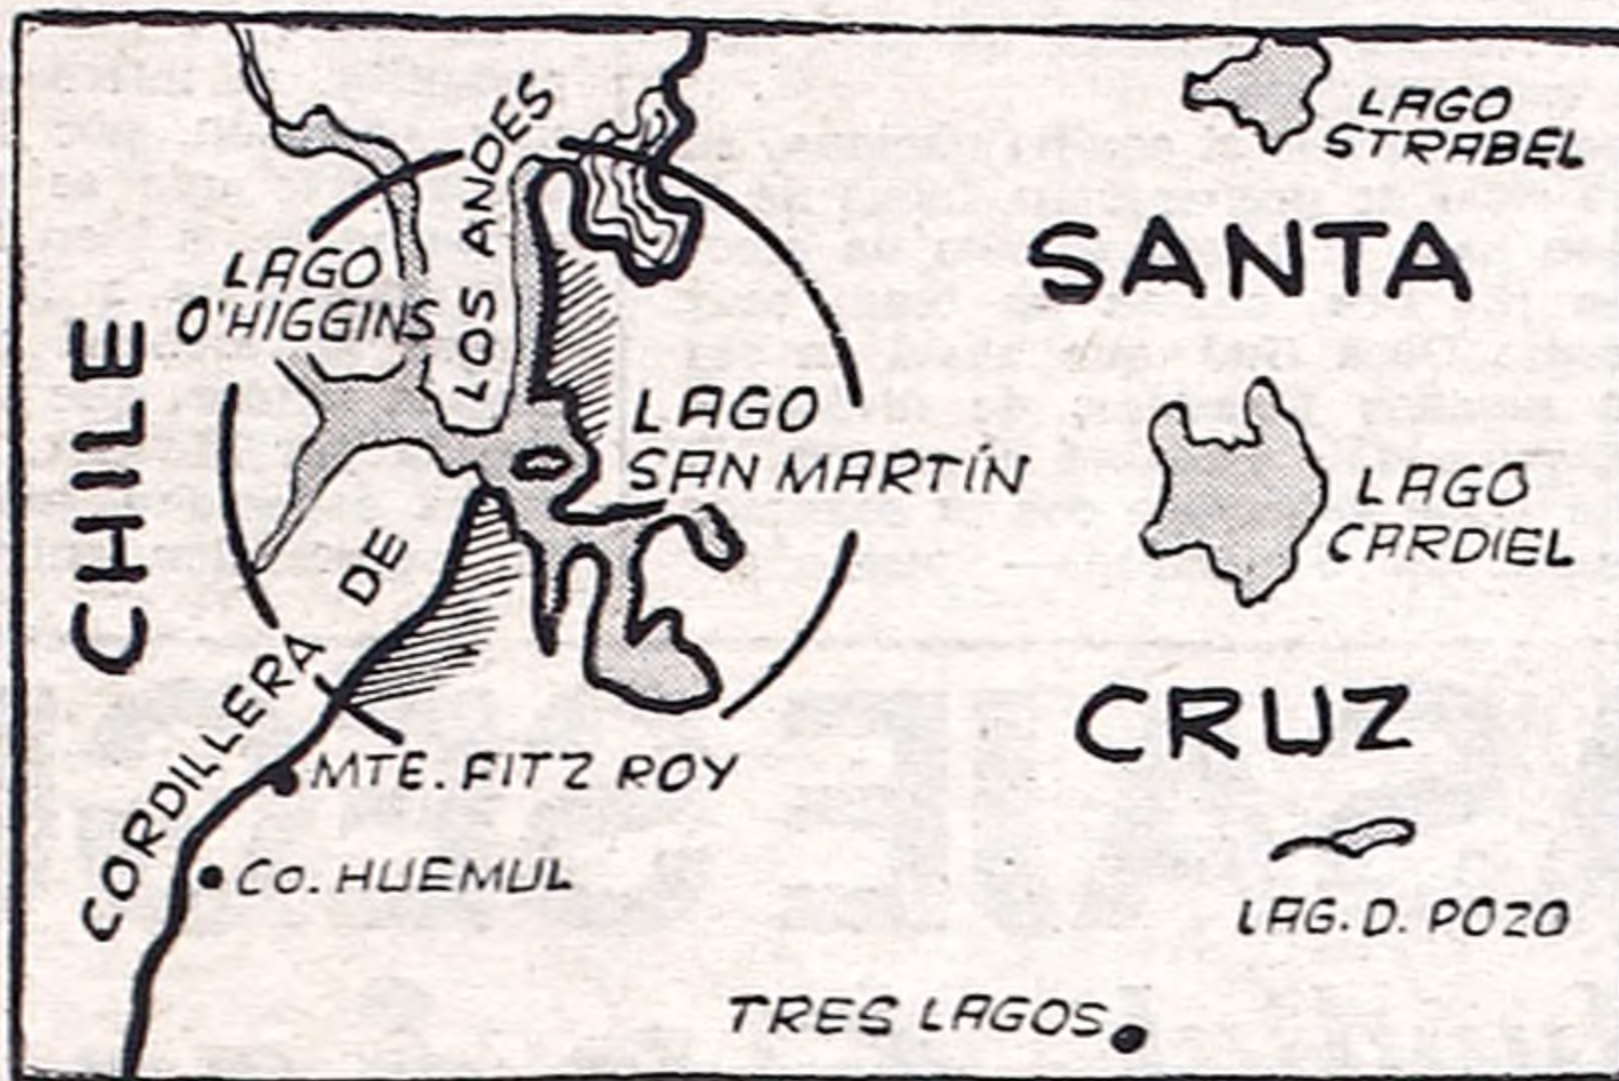 LAGO
STRABEL
SANTA
LAGO
O'HIGGINS
CHILE
CORDILLERA DE LOS ANDES
LAGO
SAN MARTÍN
LAGO
CARDIEL
CRUZ
MTE. FITZ ROY
CO. HUEMUL
LAG. D. POZO
TRES LAGOS